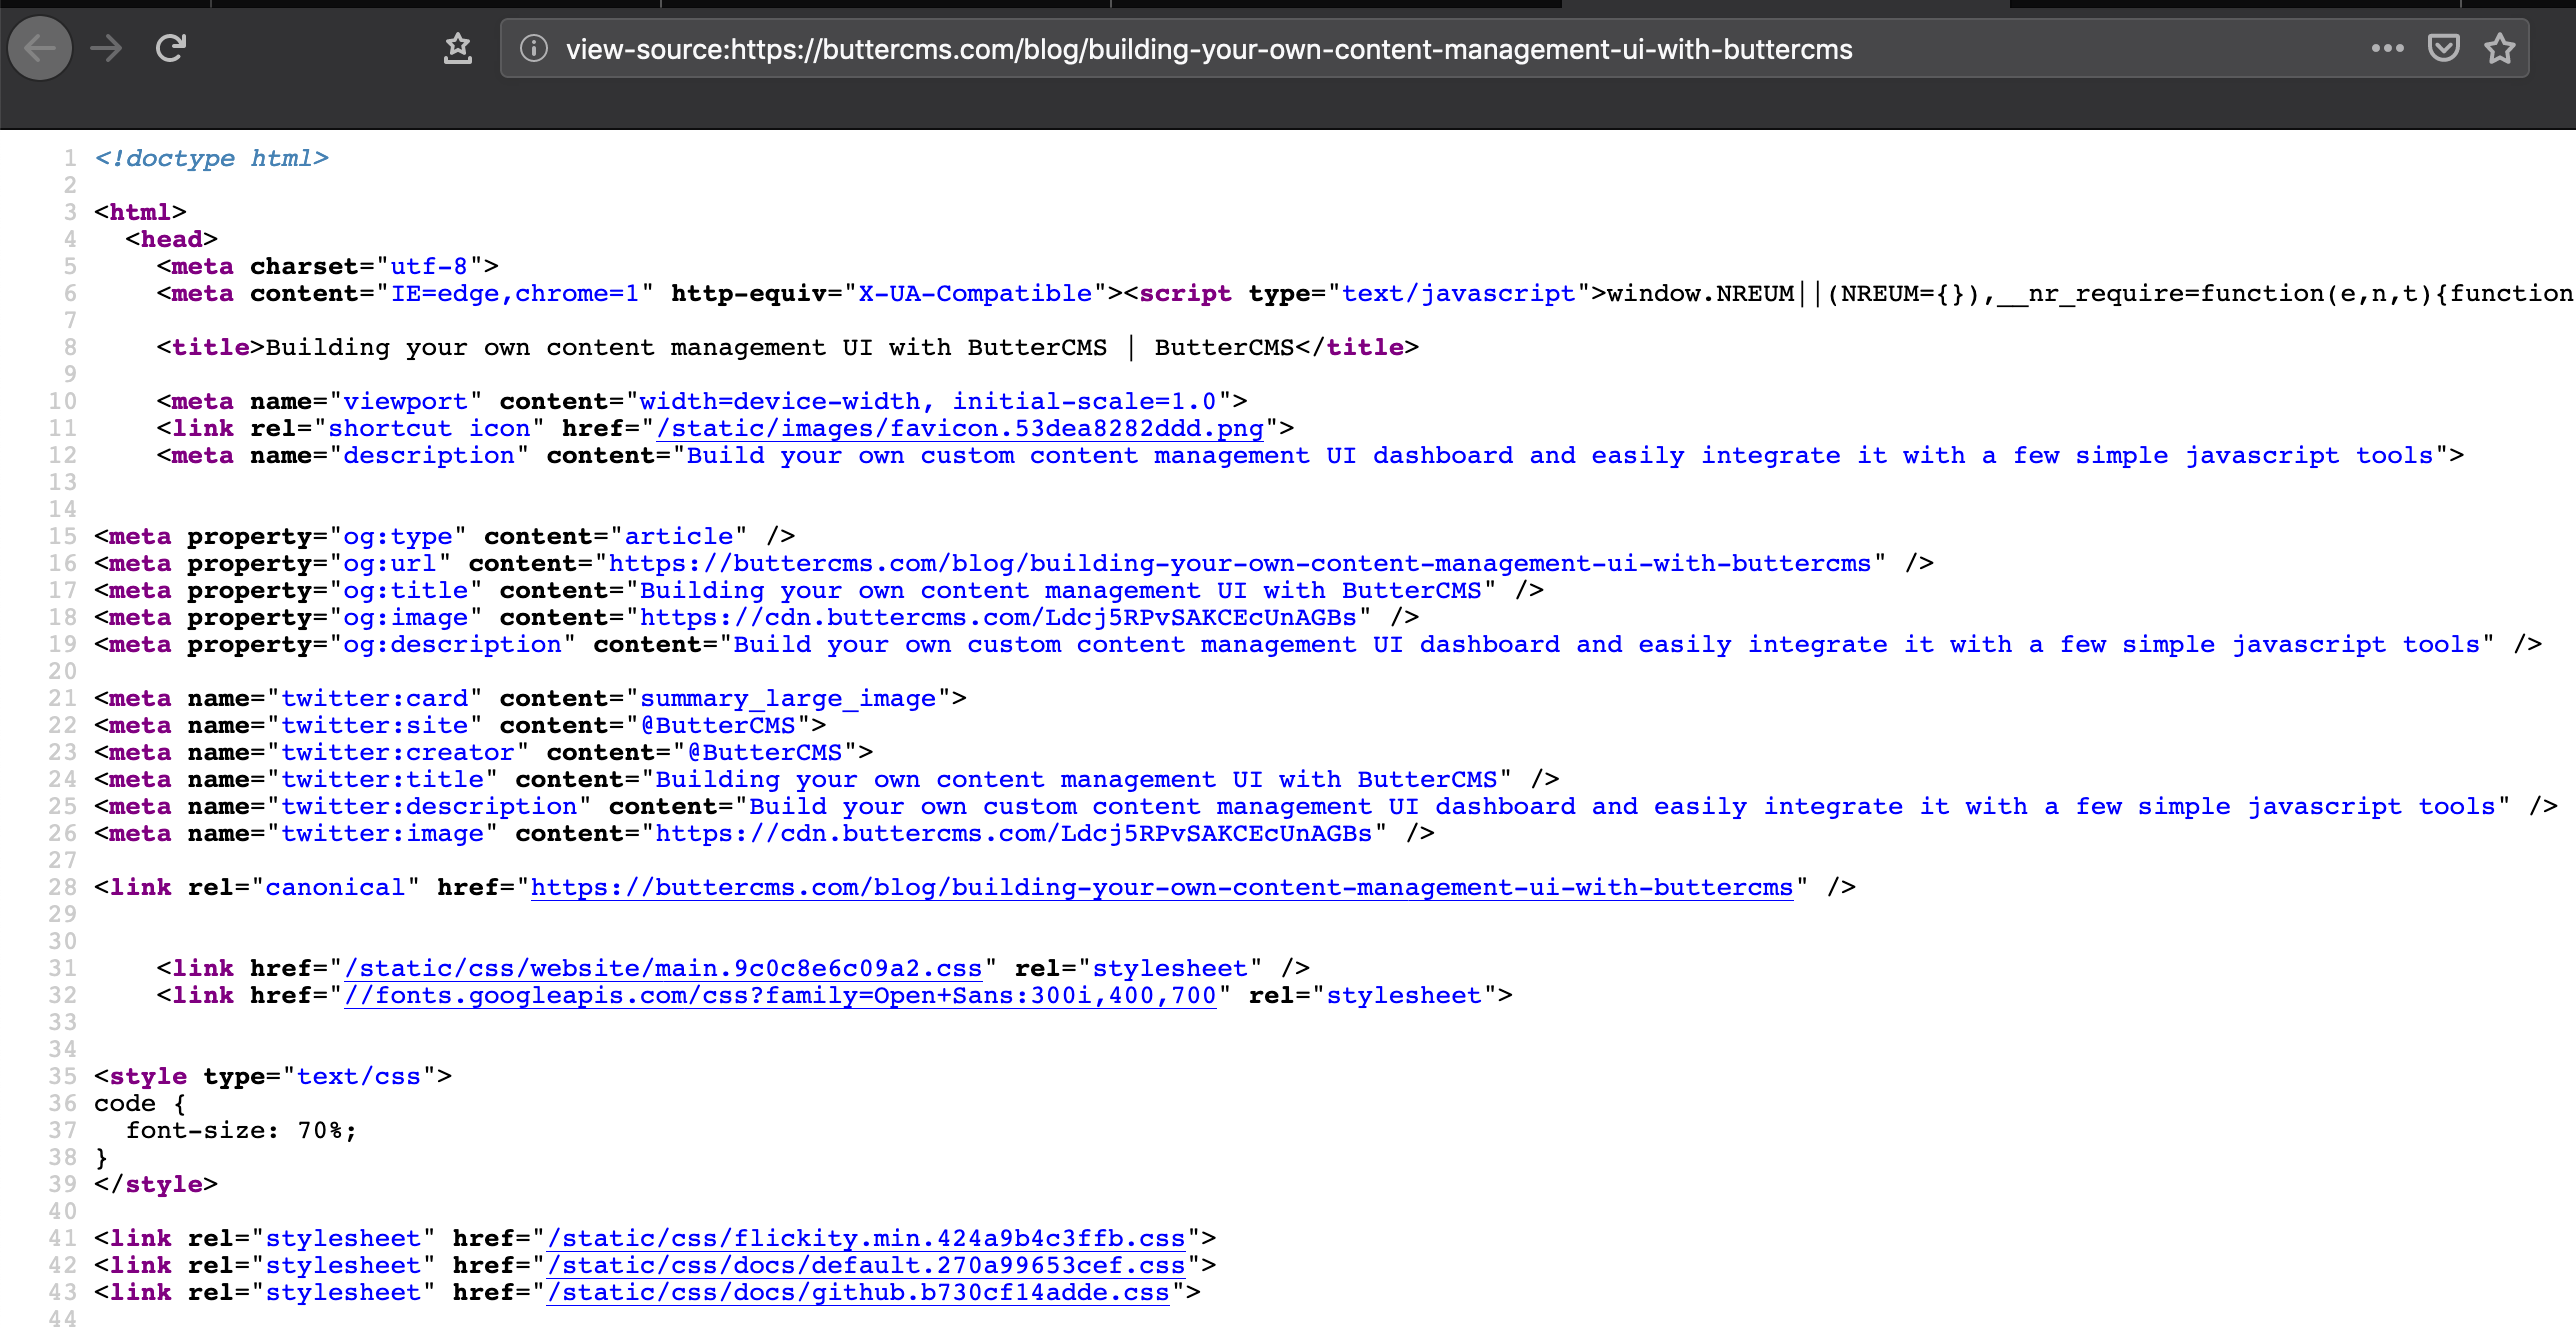 view-source:https://buttercms.com/blog/building-your-own-content-management-ui-with-buttercms
1 <!doctype html>
2
3 <html>
4   <head>
5     <meta charset="utf-8">
6     <meta content="IE=edge,chrome=1" http-equiv="X-UA-Compatible"><script type="text/javascript">window.NREUM||(NREUM={}),__nr_require=function(e,n,t){function
7
8     <title>Building your own content management UI with ButterCMS | ButterCMS</title>
9
10     <meta name="viewport" content="width=device-width, initial-scale=1.0">
11     <link rel="shortcut icon" href="/static/images/favicon.53dea8282ddd.png">
12     <meta name="description" content="Build your own custom content management UI dashboard and easily integrate it with a few simple javascript tools">
13
14
15 <meta property="og:type" content="article" />
16 <meta property="og:url" content="https://buttercms.com/blog/building-your-own-content-management-ui-with-buttercms" />
17 <meta property="og:title" content="Building your own content management UI with ButterCMS" />
18 <meta property="og:image" content="https://cdn.buttercms.com/Ldcj5RPvSAKCEcUnAGBs" />
19 <meta property="og:description" content="Build your own custom content management UI dashboard and easily integrate it with a few simple javascript tools" />
20
21 <meta name="twitter:card" content="summary_large_image">
22 <meta name="twitter:site" content="@ButterCMS">
23 <meta name="twitter:creator" content="@ButterCMS">
24 <meta name="twitter:title" content="Building your own content management UI with ButterCMS" />
25 <meta name="twitter:description" content="Build your own custom content management UI dashboard and easily integrate it with a few simple javascript tools" />
26 <meta name="twitter:image" content="https://cdn.buttercms.com/Ldcj5RPvSAKCEcUnAGBs" />
27
28 <link rel="canonical" href="https://buttercms.com/blog/building-your-own-content-management-ui-with-buttercms" />
29
30
31     <link href="/static/css/website/main.9c0c8e6c09a2.css" rel="stylesheet" />
32     <link href="//fonts.googleapis.com/css?family=Open+Sans:300i,400,700" rel="stylesheet">
33
34
35 <style type="text/css">
36 code {
37   font-size: 70%;
38 }
39 </style>
40
41 <link rel="stylesheet" href="/static/css/flickity.min.424a9b4c3ffb.css">
42 <link rel="stylesheet" href="/static/css/docs/default.270a99653cef.css">
43 <link rel="stylesheet" href="/static/css/docs/github.b730cf14adde.css">
44